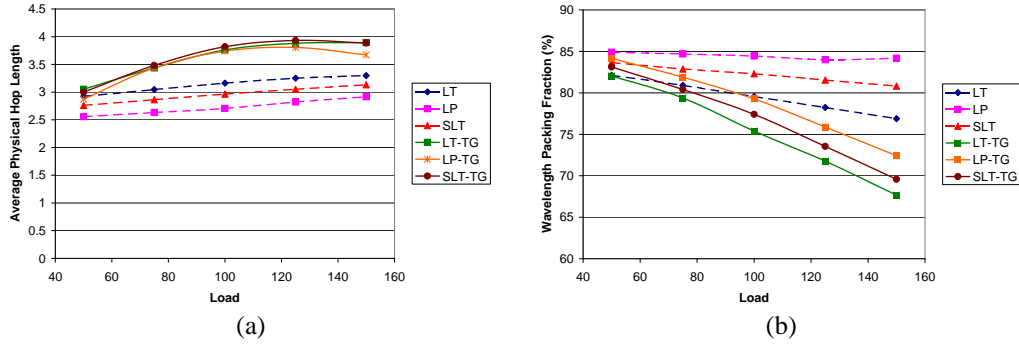 4.5
4
3.5
3
2.5
2
1.5
1
0.5
0
Average Physical Hop Length
40 60 80 100 120 140 160
Load
LT
LP
SLT
LT-TG
LP-TG
SLT-TG
(a)
90
85
80
75
70
65
60
Wavelength Packing Fraction (%)
40 60 80 100 120 140 160
Load
LT
LP
SLT
LT-TG
LP-TG
SLT-TG
(b)